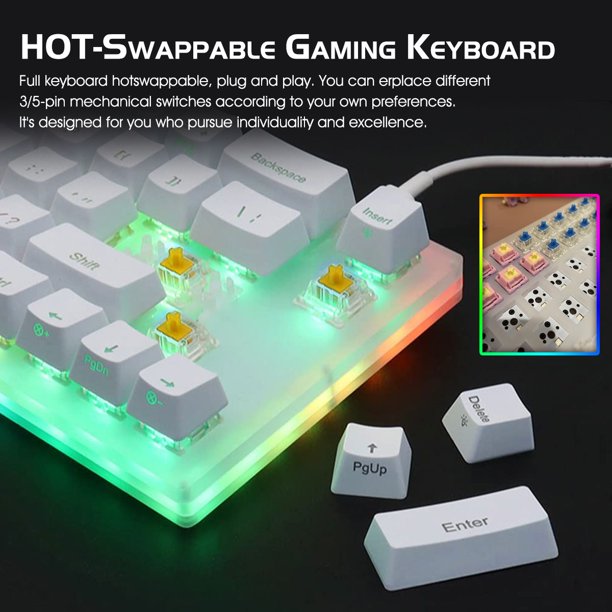 HOT-Swappable Gaming Keyboard
Full keyboard hotswappable, plug and play. You can erplace different
3/5-pin mechanical switches according to your own preferences.
It's designed for you who pursue individuality and excellence.
Backspace
Insert
Shift
PgDn
Delete
PgUp
Enter